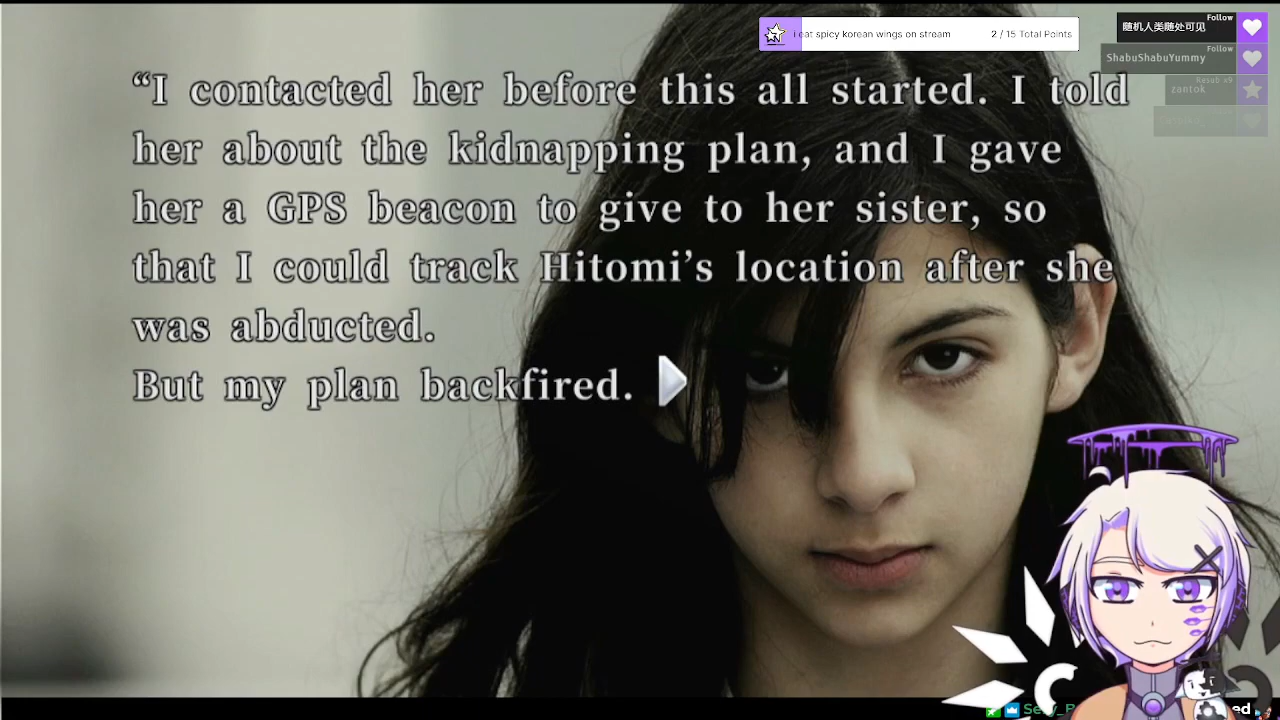 i eat spicy korean wings on stream 2 / 15 Total Points
Follow
随机人类随处可见
Follow
ShabuShabuYummy
Resub x9
zantok
“I contacted her before this all started. I told
her about the kidnapping plan, and I gave
her a GPS beacon to give to her sister, so
that I could track Hitomi’s location after she
was abducted.
But my plan backfired.